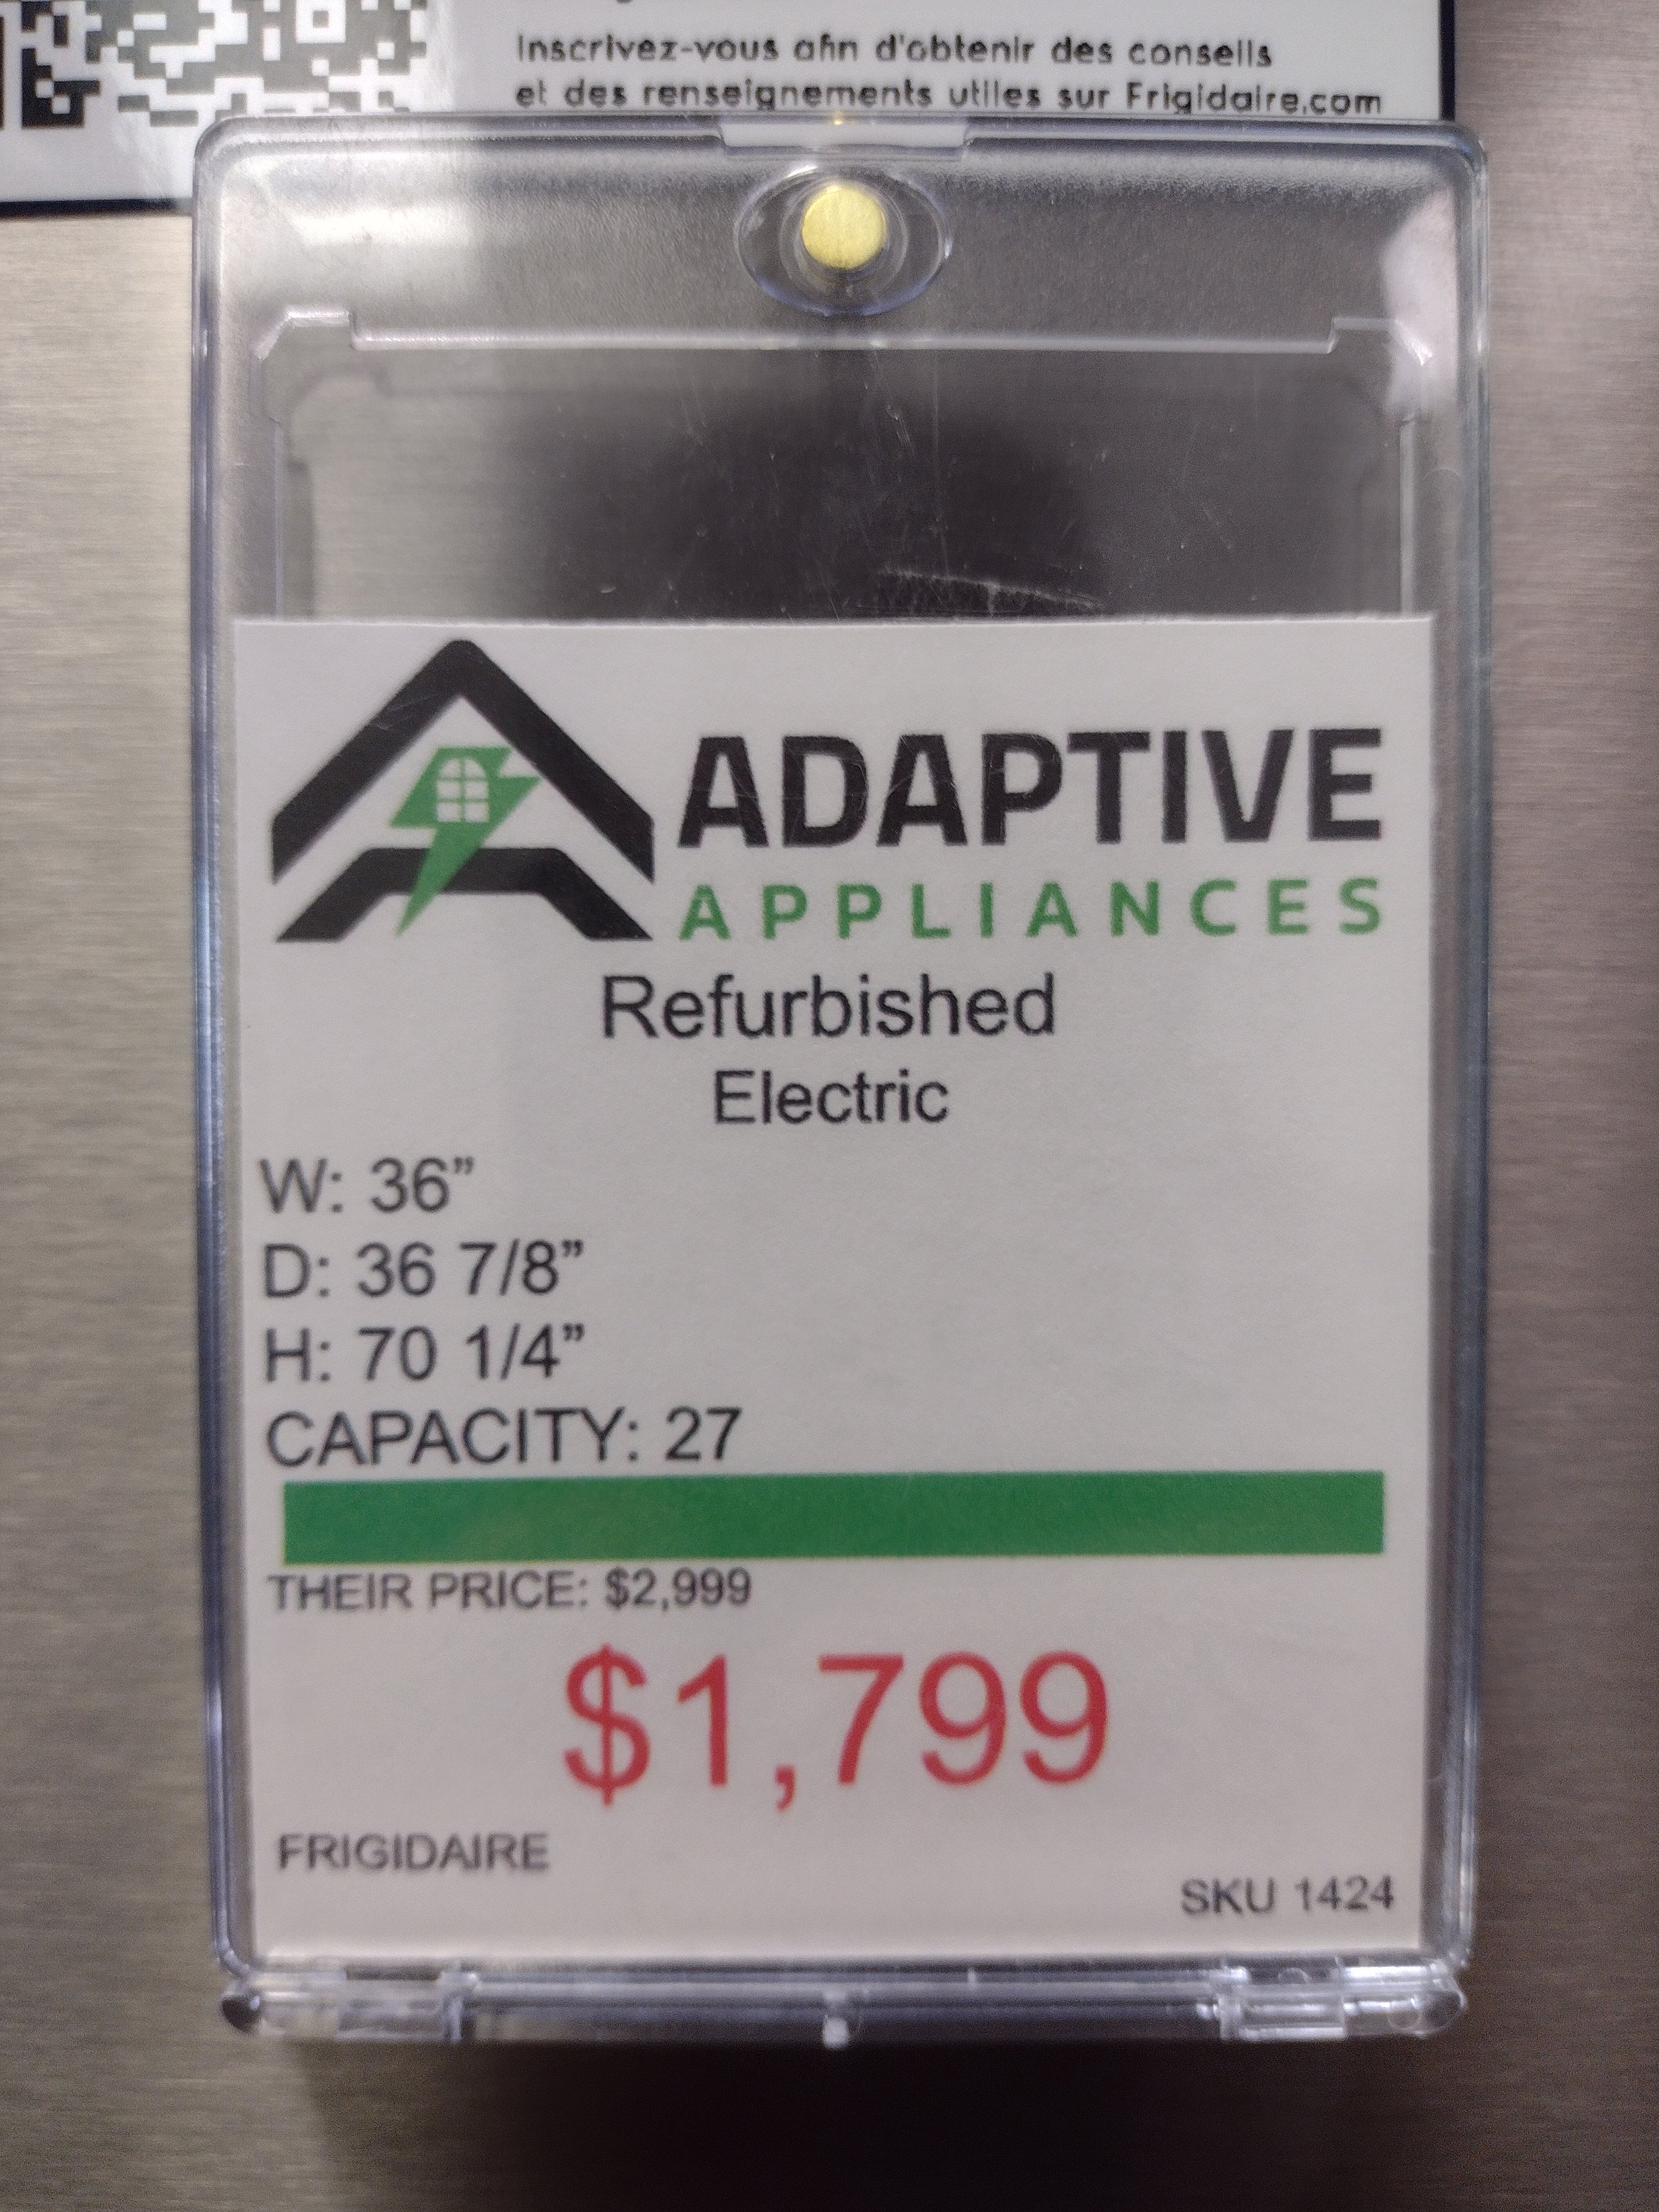 Inscrivez-vous afin d'obtenir des conseils
et des renseignements utiles sur Frigidaire.com
ADAPTIVE
APPLIANCES
Refurbished
Electric
W: 36”
D: 36 7/8”
H: 70 1/4”
CAPACITY: 27
THEIR PRICE: $2,999
$1,799
FRIGIDAIRE
SKU 1424